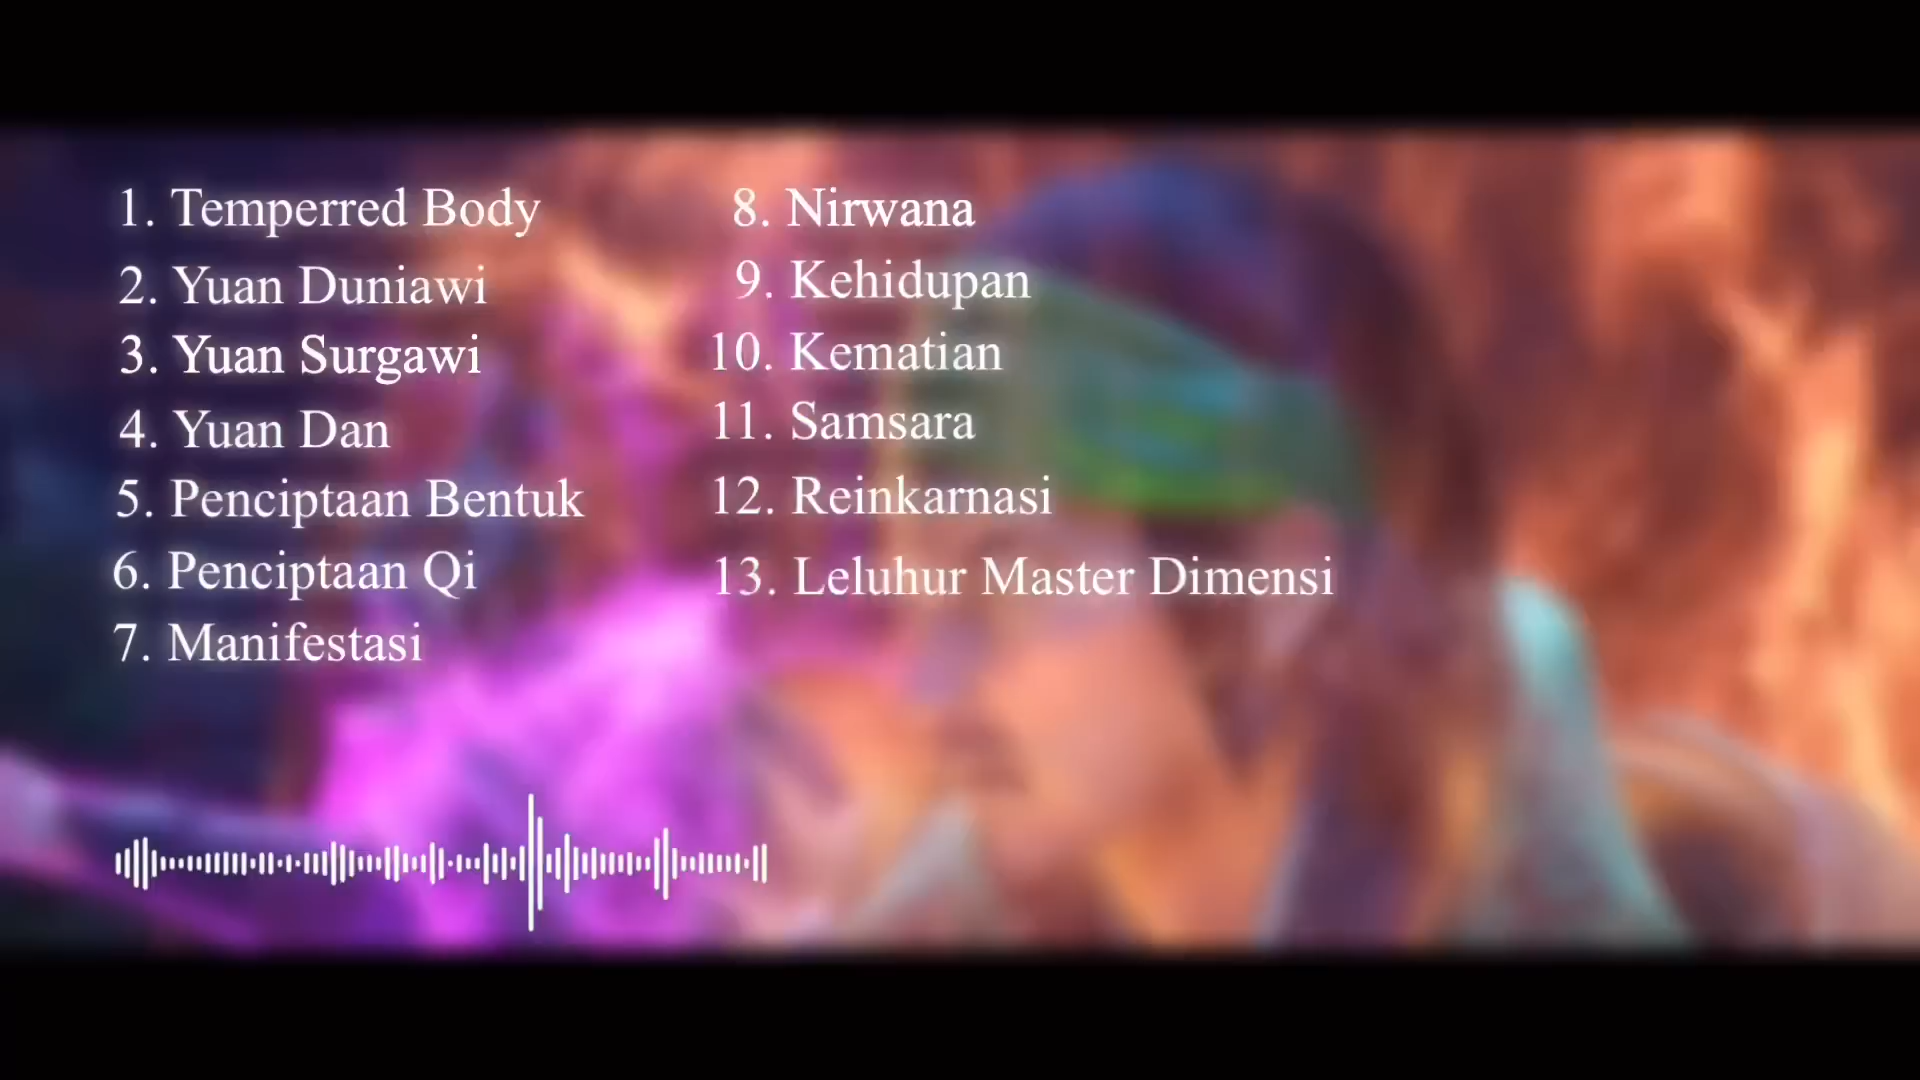 1. Temperred Body
2. Yuan Duniawi
3. Yuan Surgawi
4. Yuan Dan
5. Penciptaan Bentuk
6. Penciptaan Qi
7. Manifestasi
8. Nirwana
9. Kehidupan
10. Kematian
11. Samsara
12. Reinkarnasi
13. Leluhur Master Dimensi